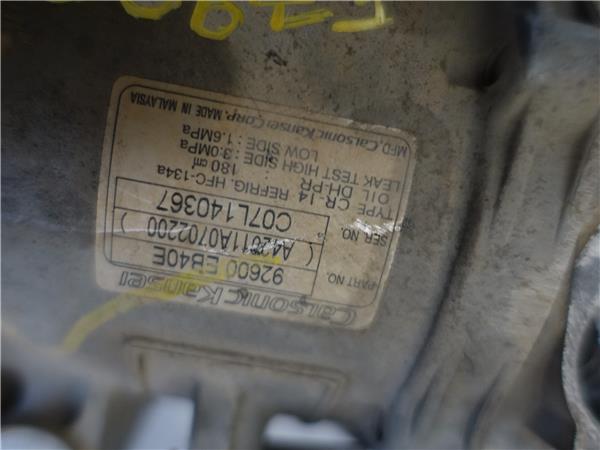 Calsonic Kansei
PART NO. 92600 EB40E
( A42011A0702200 )
SER NO. C07L140367
TYPE CR-14 REFRIG. HFC-134a
OIL DH-PR 180 cm³
LEAK TEST HIGH SIDE : 3.0MPa
LOW SIDE : 1.6MPa
MFD. Calsonic Kansei Corp. MADE IN MALAYSIA